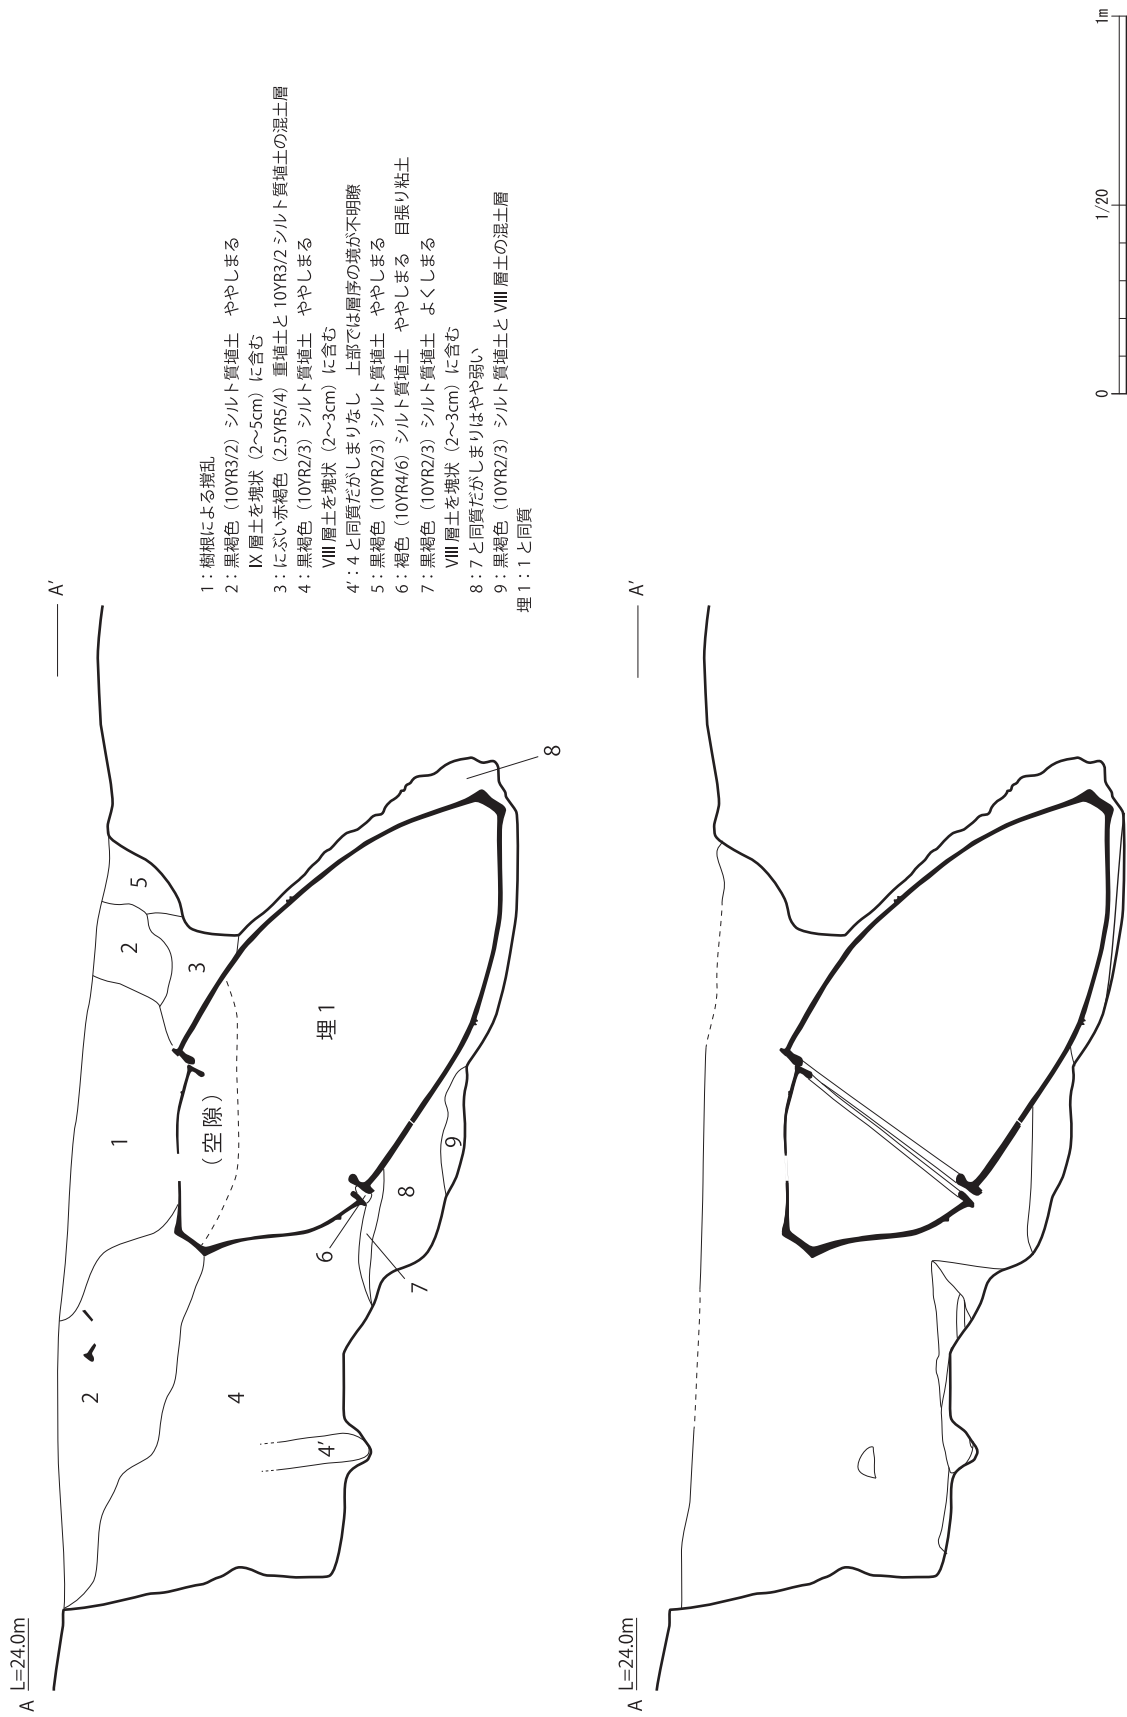 A L=24.0m
A′
1
2
2
3
4
4′
5
6
7
8
8
9
（空隙）
埋1
1：樹根による撹乱
2：黒褐色（10YR3/2）シルト質埴土　ややしまる
IX 層土を塊状（2〜5cm）に含む
3：にぶい赤褐色（2.5YR5/4）重埴土と 10YR3/2 シルト質埴土の混土層
4：黒褐色（10YR2/3）シルト質埴土　ややしまる
VIII 層土を塊状（2〜3cm）に含む
4′：4 と同質だがしまりなし　上部では層序の境が不明瞭
5：黒褐色（10YR2/3）シルト質埴土　ややしまる
6：褐色（10YR4/6）シルト質埴土　ややしまる　目張り粘土
7：黒褐色（10YR2/3）シルト質埴土　よくしまる
VIII 層土を塊状（2〜3cm）に含む
8：7 と同質だがしまりはやや弱い
9：黒褐色（10YR2/3）シルト質埴土と VIII 層土の混土層
埋 1：1 と同質
A L=24.0m
A′
0 1/20 1m